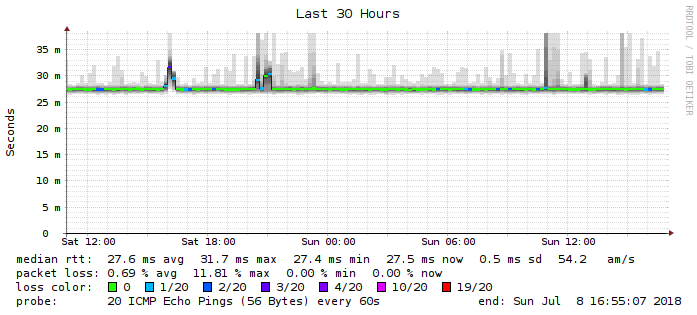 Last 30 Hours
RRDTOOL / TOBI OETIKER
Seconds
35 m
30 m
25 m
20 m
15 m
10 m
5 m
0
Sat 12:00 Sat 18:00 Sun 00:00 Sun 06:00 Sun 12:00
median rtt: 27.6 ms avg 31.7 ms max 27.4 ms min 27.5 ms now 0.5 ms sd 54.2 am/s
packet loss: 0.69 % avg 11.81 % max 0.00 % min 0.00 % now
loss color: 0 1/20 2/20 3/20 4/20 10/20 19/20
probe: 20 ICMP Echo Pings (56 Bytes) every 60s end: Sun Jul 8 16:55:07 2018